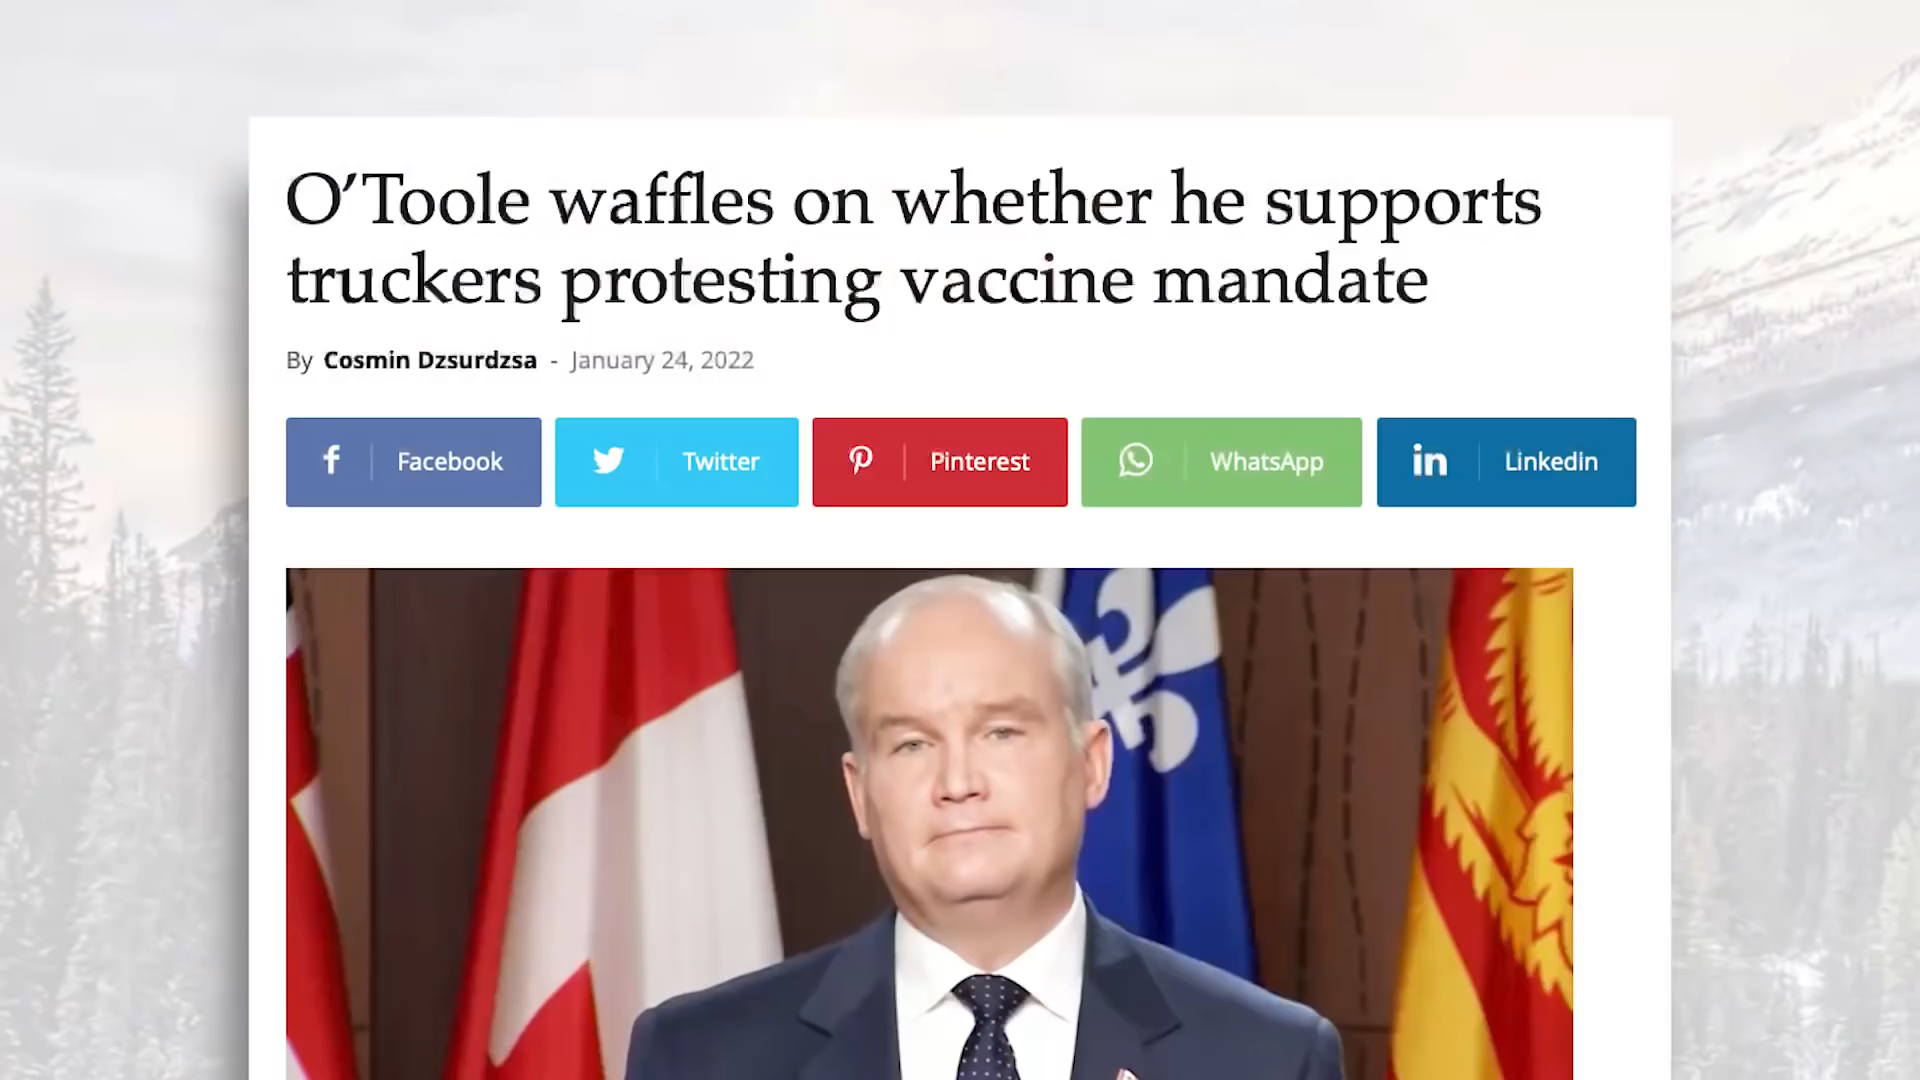 O’Toole waffles on whether he supports
truckers protesting vaccine mandate
By Cosmin Dzsurdzsa - January 24, 2022
Facebook Twitter Pinterest WhatsApp Linkedin